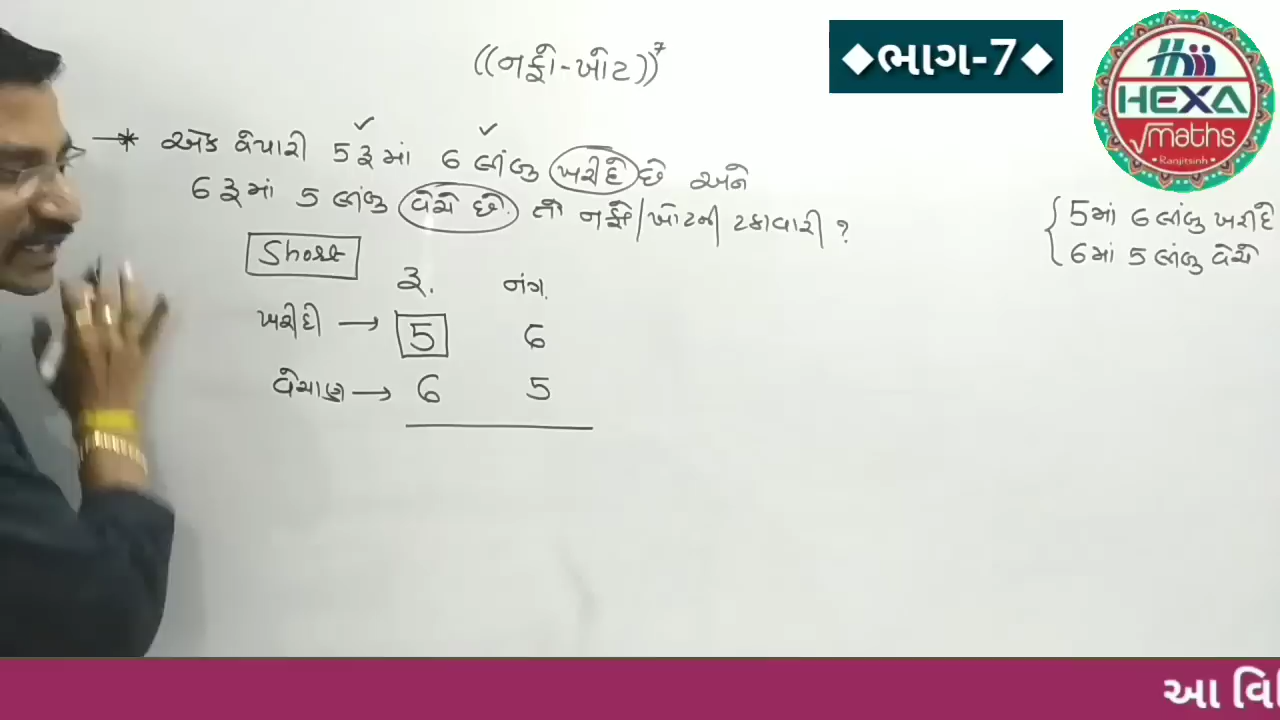 ((નફો-ખોટ))7
◆ભાગ-7◆
HEXA
√maths
• Ranjitsinh •
→* એક વેપારી 5રૂ માં 6 લીંબુ ખરીદે છે અને
6રૂ માં 5 લીંબુ વેચે છે. તો નફો/ખોટની ટકાવારી ?
5માં 6 લીંબુ ખરીદે
6માં 5 લીંબુ વેચે
Short
રૂ. નંગ.
ખરીદી → 5 6
વેચાણ → 6 5
આ વિ